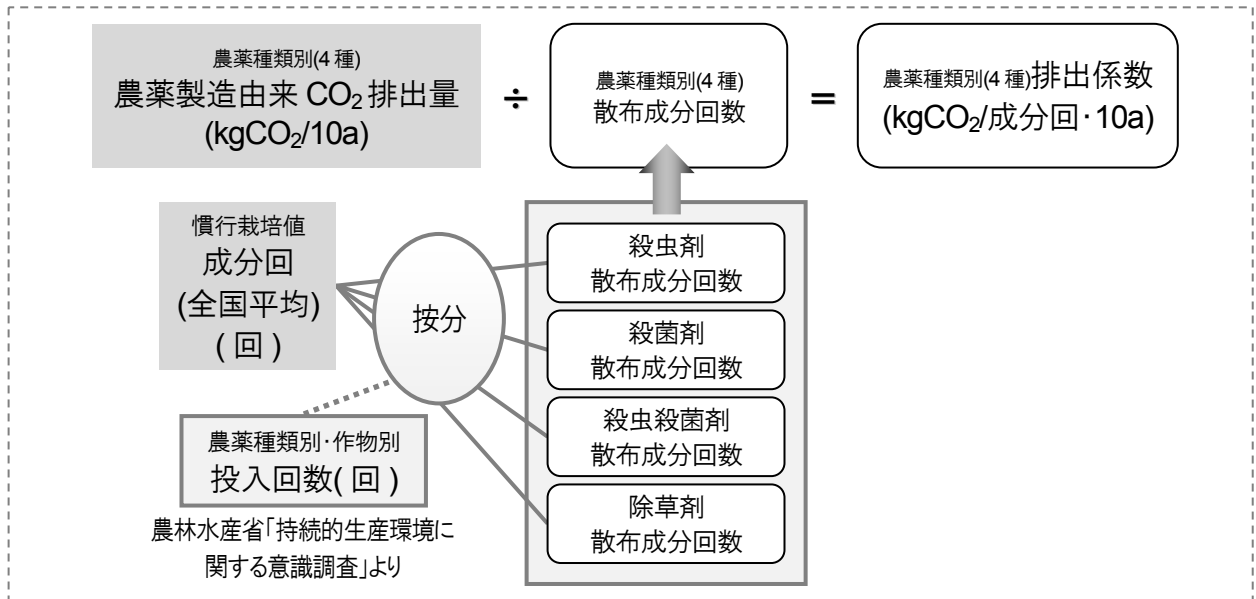 農薬種類別(4 種)
農薬製造由来 CO₂ 排出量
(kgCO₂/10a)
÷
農薬種類別(4 種)
散布成分回数
=
農薬種類別(4 種)排出係数
(kgCO₂/成分回・10a)
慣行栽培値
成分回
(全国平均)
( 回 )
按分
殺虫剤
散布成分回数
殺菌剤
散布成分回数
殺虫殺菌剤
散布成分回数
除草剤
散布成分回数
農薬種類別・作物別
投入回数( 回 )
農林水産省「持続的生産環境に
関する意識調査」より